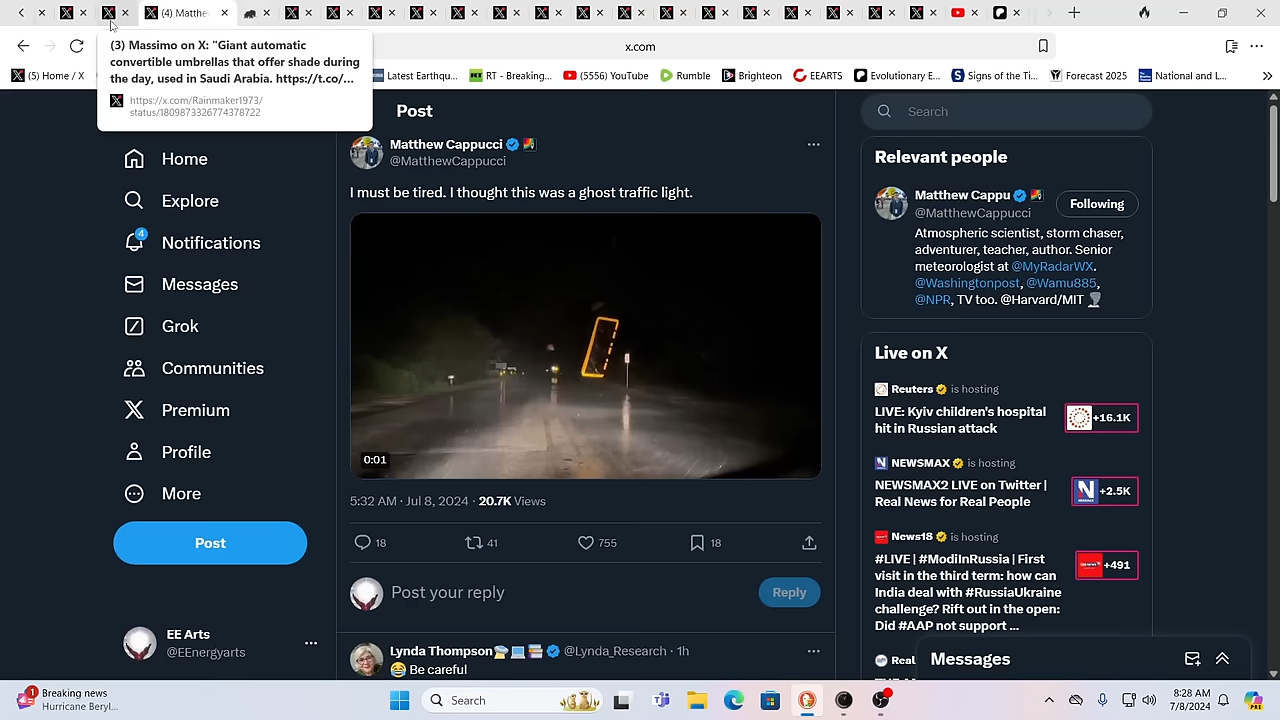 (4) Matthe
x.com
(3) Massimo on X: "Giant automatic
convertible umbrellas that offer shade during
the day, used in Saudi Arabia. https://t.co/...
https://x.com/Rainmaker1973/
status/1809873326774378722
(5) Home / X
Latest Earthqu...
RT - Breaking...
(5556) YouTube
Rumble
Brighteon
EEARTS
Evolutionary E...
Signs of the Ti...
Forecast 2025
National and L...
Home
Explore
4
Notifications
Messages
Grok
Communities
Premium
Profile
More
Post
EE Arts
@EEnergyarts
Post
Matthew Cappucci
@MatthewCappucci
I must be tired. I thought this was a ghost traffic light.
0:01
5:32 AM · Jul 8, 2024 · 20.7K Views
18
41
755
18
Post your reply
Reply
Lynda Thompson @Lynda_Research · 1h
Be careful
Search
Relevant people
Matthew Cappu
@MatthewCappucci
Following
Atmospheric scientist, storm chaser,
adventurer, teacher, author. Senior
meteorologist at @MyRadarWX.
@Washingtonpost, @Wamu885,
@NPR, TV too. @Harvard/MIT
Live on X
Reuters is hosting
LIVE: Kyiv children's hospital
hit in Russian attack
+16.1K
NEWSMAX is hosting
NEWSMAX2 LIVE on Twitter |
Real News for Real People
+2.5K
News18 is hosting
#LIVE | #ModiInRussia | First
visit in the third term: how can
India deal with #RussiaUkraine
challenge? Rift out in the open:
Did #AAP not support ...
+491
Real
Messages
1
Breaking news
Hurricane Beryl...
Search
8:28 AM
7/8/2024
PRE